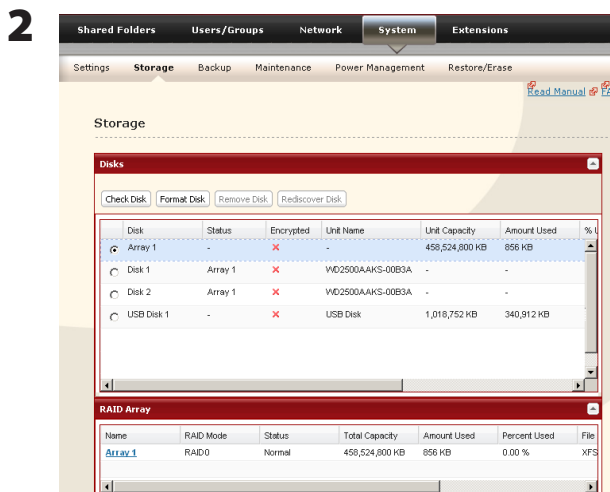 2
Shared Folders Users/Groups Network System Extensions
Settings Storage Backup Maintenance Power Management Restore/Erase
Read Manual
Storage
Disks
Check Disk Format Disk Remove Disk Rediscover Disk
Disk Status Encrypted Unit Name Unit Capacity Amount Used
Array 1 - - 458,524,800 KB 856 KB
Disk 1 Array 1 WD2500AAKS-00B3A - -
Disk 2 Array 1 WD2500AAKS-00B3A - -
USB Disk 1 - USB Disk 1,018,752 KB 340,912 KB
RAID Array
Name RAID Mode Status Total Capacity Amount Used Percent Used File
Array 1 RAID0 Normal 458,524,800 KB 856 KB 0.00 % XFS